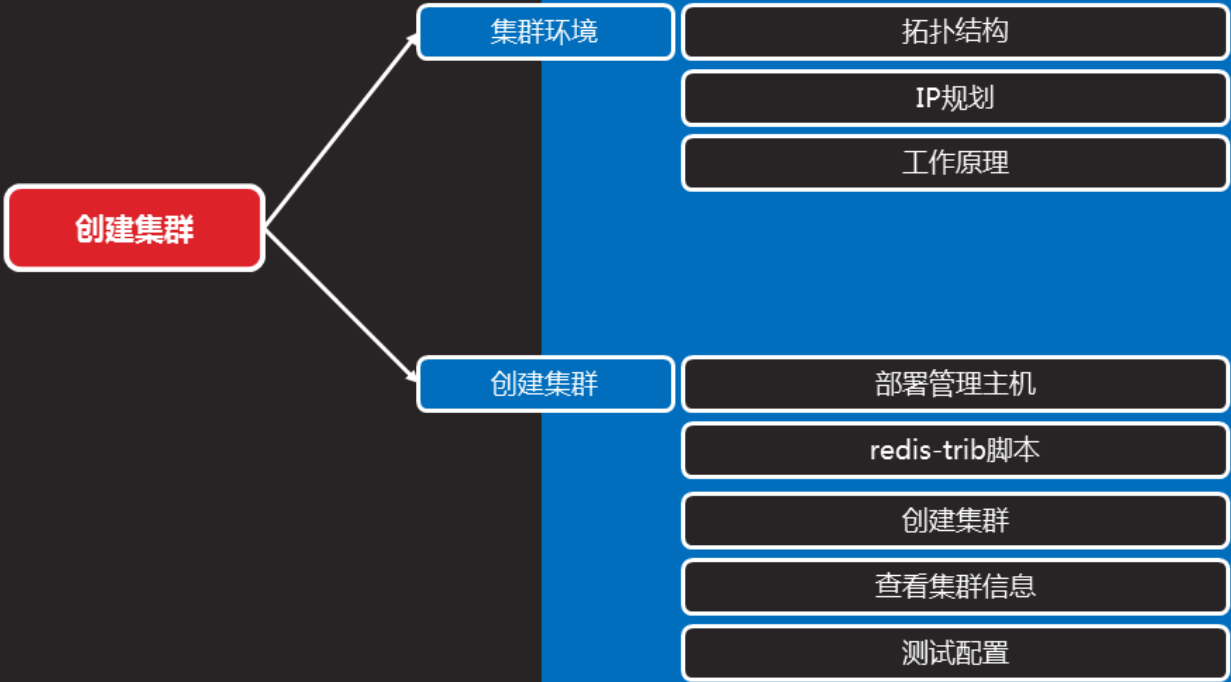 创建集群
集群环境
拓扑结构
IP规划
工作原理
创建集群
部署管理主机
redis-trib脚本
创建集群
查看集群信息
测试配置